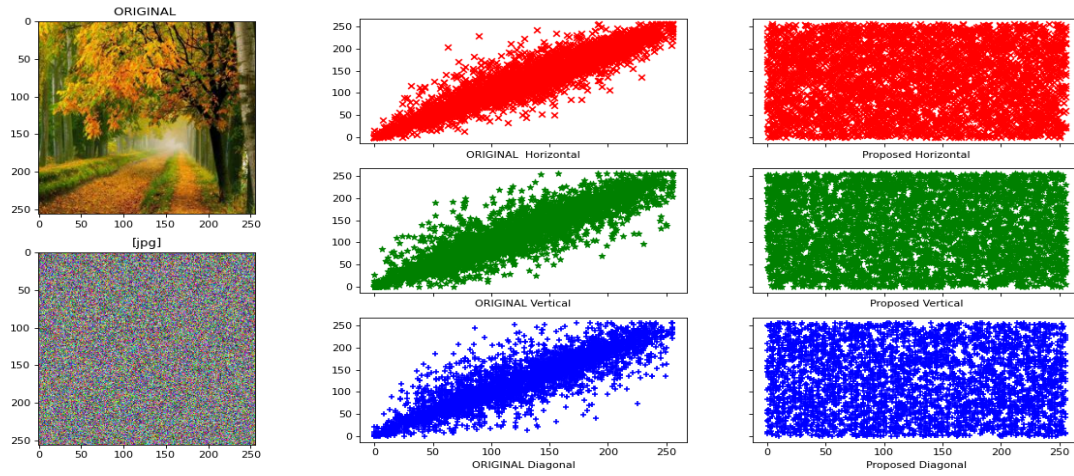 ORIGINAL
0
50
100
150
200
250
0 50 100 150 200 250
[jpg]
0
50
100
150
200
250
0 50 100 150 200 250
250
200
150
100
50
0
ORIGINAL Horizontal
250
200
150
100
50
0
ORIGINAL Vertical
250
200
150
100
50
0
0 50 100 150 200 250
ORIGINAL Diagonal
Proposed Horizontal
Proposed Vertical
0 50 100 150 200 250
Proposed Diagonal